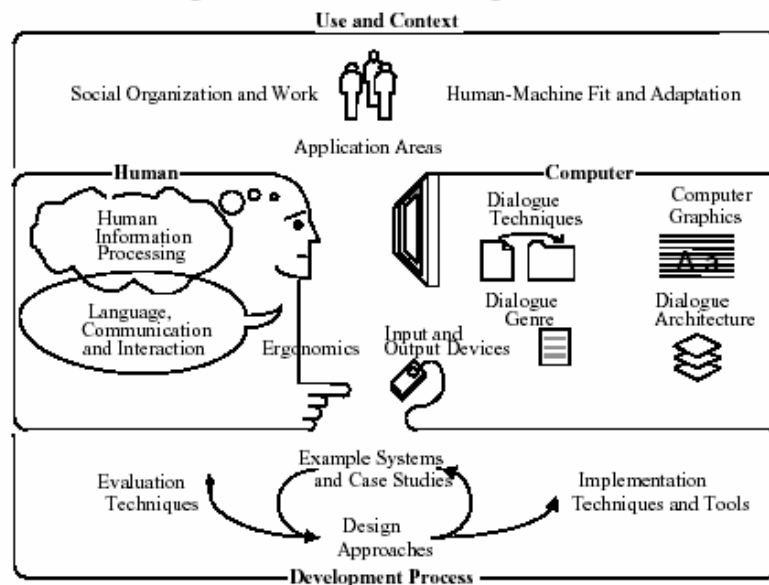 Use and Context
Social Organization and Work
Human-Machine Fit and Adaptation
Application Areas
Human
Computer
Human
Information
Processing
Language,
Communication
and Interaction
Ergonomics
Dialogue
Techniques
Computer
Graphics
A a
Dialogue
Genre
Dialogue
Architecture
Input and
Output Devices
Evaluation
Techniques
Example Systems
and Case Studies
Design
Approaches
Implementation
Techniques and Tools
Development Process